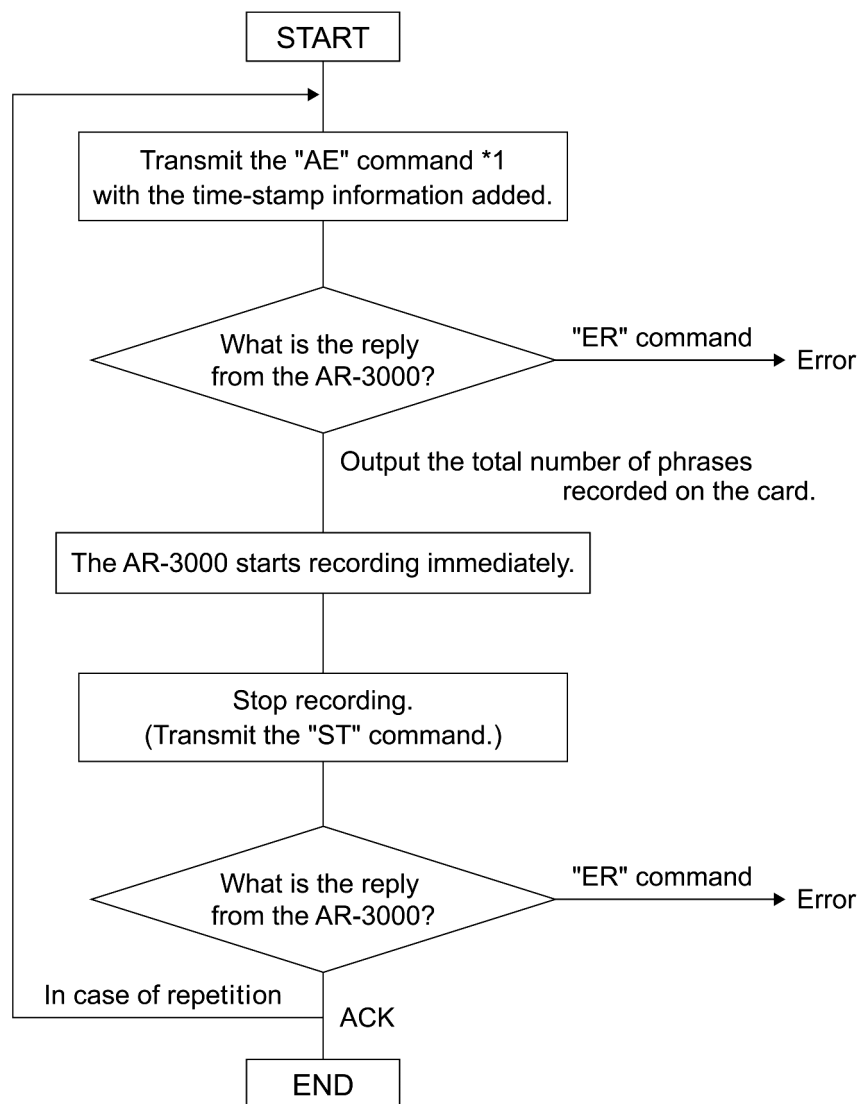 START
Transmit the "AE" command *1
with the time-stamp information added.
What is the reply
from the AR-3000?
"ER" command
Error
Output the total number of phrases
recorded on the card.
The AR-3000 starts recording immediately.
Stop recording.
(Transmit the "ST" command.)
What is the reply
from the AR-3000?
"ER" command
Error
In case of repetition
ACK
END